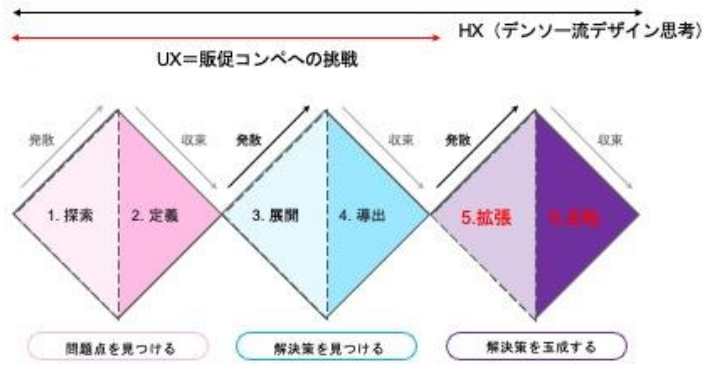 HX（デンソー流デザイン思考）
UX＝販促コンペへの挑戦
発散
収束
発散
収束
発散
収束
1. 探索
2. 定義
3. 展開
4. 導出
5.拡張
問題点を見つける
解決策を見つける
解決策を玉成する